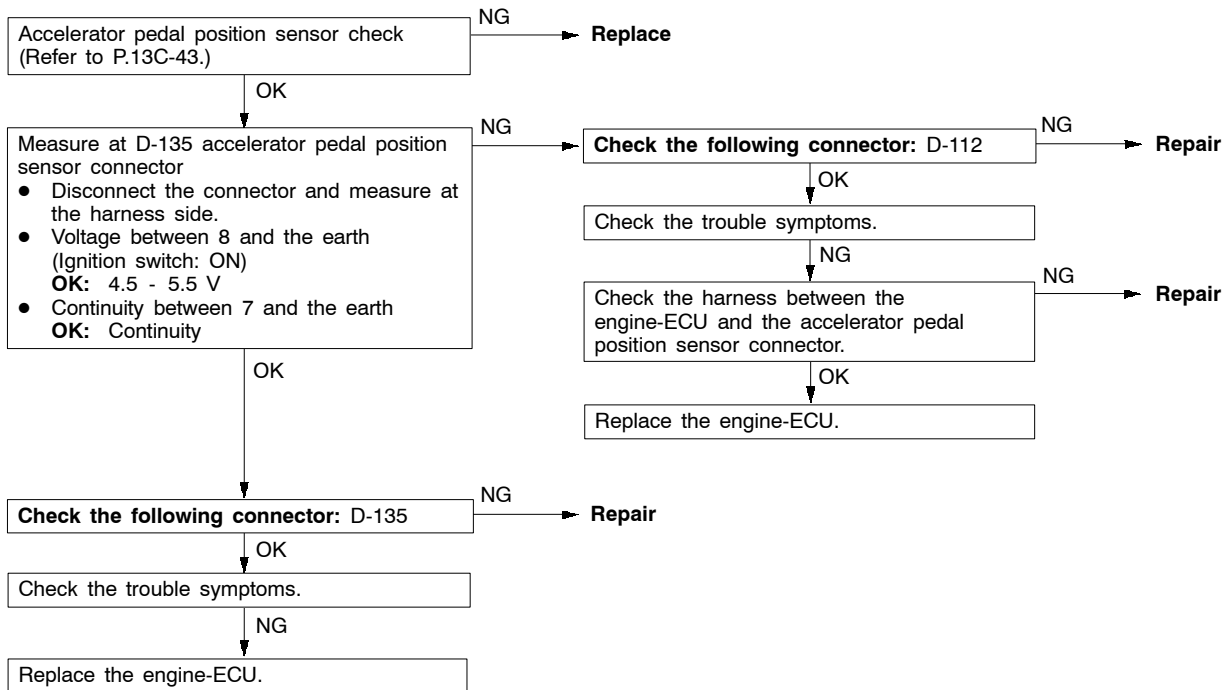 Accelerator pedal position sensor check
(Refer to P.13C-43.)
NG
Replace
OK
Measure at D-135 accelerator pedal position
sensor connector
● Disconnect the connector and measure at
the harness side.
● Voltage between 8 and the earth
(Ignition switch: ON)
OK: 4.5 - 5.5 V
● Continuity between 7 and the earth
OK: Continuity
NG
Check the following connector: D-112
NG
Repair
OK
Check the trouble symptoms.
NG
Check the harness between the
engine-ECU and the accelerator pedal
position sensor connector.
NG
Repair
OK
Replace the engine-ECU.
OK
Check the following connector: D-135
NG
Repair
OK
Check the trouble symptoms.
NG
Replace the engine-ECU.